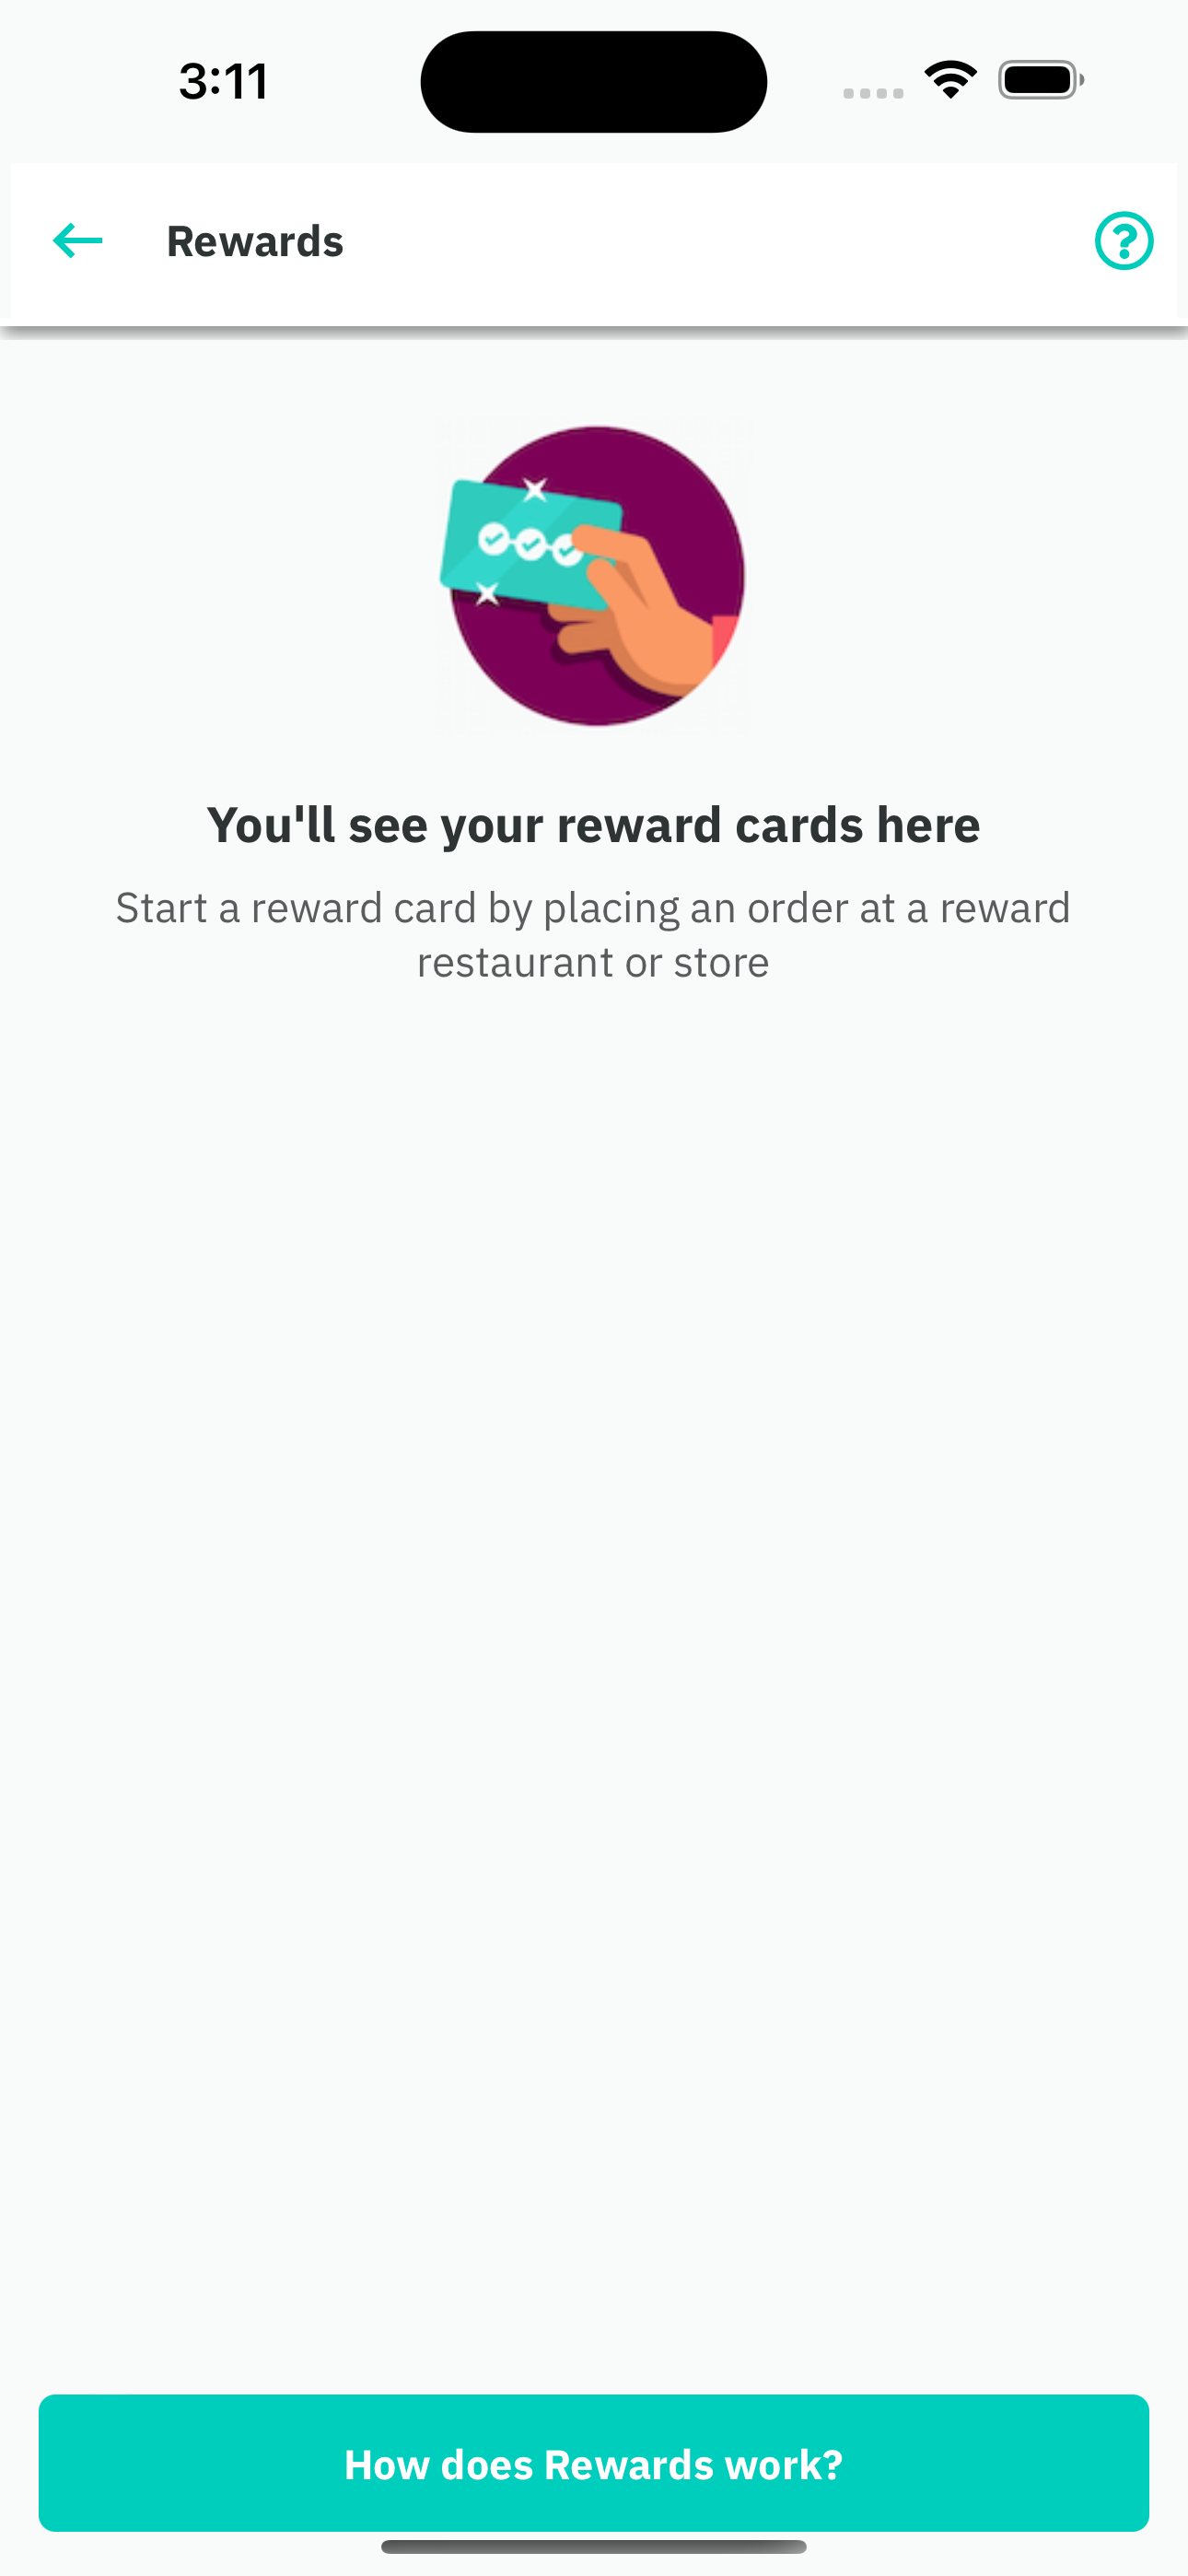 3:11
Rewards
You'll see your reward cards here
Start a reward card by placing an order at a reward
restaurant or store
How does Rewards work?